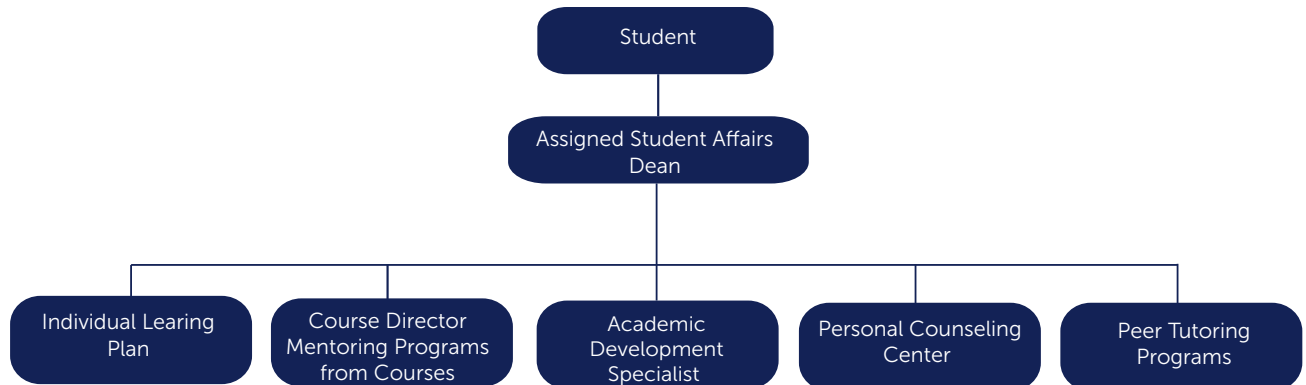 Student
Assigned Student Affairs
Dean
Individual Learing
Plan
Course Director
Mentoring Programs
from Courses
Academic
Development
Specialist
Personal Counseling
Center
Peer Tutoring
Programs